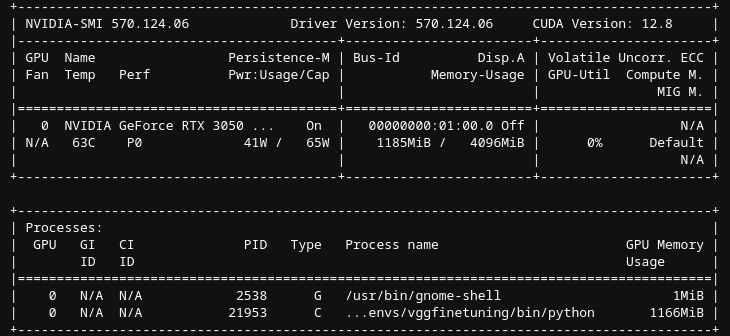 +-----------------------------------------------------------------------------------------+
| NVIDIA-SMI 570.124.06             Driver Version: 570.124.06     CUDA Version: 12.8     |
|-----------------------------------------+------------------------+----------------------+
| GPU  Name                 Persistence-M | Bus-Id          Disp.A | Volatile Uncorr. ECC |
| Fan  Temp   Perf          Pwr:Usage/Cap |           Memory-Usage | GPU-Util  Compute M. |
|                                         |                        |               MIG M. |
|=========================================+========================+======================|
|   0  NVIDIA GeForce RTX 3050 ...    On  |   00000000:01:00.0 Off |                  N/A |
| N/A   63C    P0             41W /   65W |    1185MiB /   4096MiB |      0%      Default |
|                                         |                        |                  N/A |
+-----------------------------------------+------------------------+----------------------+

+-----------------------------------------------------------------------------------------+
| Processes:                                                                              |
|  GPU   GI   CI              PID   Type   Process name                        GPU Memory |
|        ID   ID                                                               Usage      |
|=========================================================================================|
|    0   N/A  N/A            2538      G   /usr/bin/gnome-shell                      1MiB |
|    0   N/A  N/A           21953      C   ...envs/vggfinetuning/bin/python       1166MiB |
+-----------------------------------------------------------------------------------------+